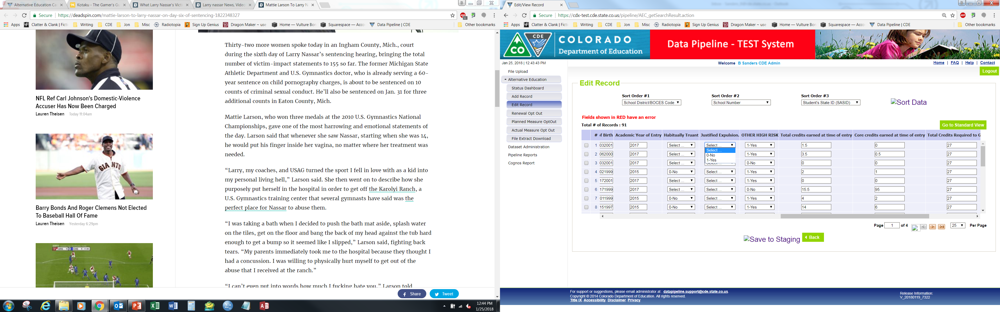 Alternative Education Ca
Kotaku - The Gamer's Gu
What Larry Nassar's Victi
Larry nassar News, Video
Mattie Larson To Larry N
Secure
https://deadspin.com/mattie-larson-to-larry-nassar-on-day-six-of-sentencing-1822348327
Apps
Clatter & Clank | Ficti
Writing
CDE
Jon
Misc
Radiotopia
Sign Up Genius
Dragon Maker ~ use
Home — Vulture Bon
Squarespace — Acco
Data Pipeline | CDE
Other bookmarks
NFL Ref Carl Johnson's Domestic-Violence
Accuser Has Now Been Charged
Lauren Theisen Today 11:04am
GIANTS
Barry Bonds And Roger Clemens Not Elected
To Baseball Hall Of Fame
Lauren Theisen Yesterday 6:29pm
Thirty-two more women spoke today in an Ingham County, Mich., court
during the sixth day of Larry Nassar’s sentencing hearing, bringing the total
number of victim-impact statements to 155 so far. The former Michigan State
Athletic Department and U.S. Gymnastics doctor, who is already serving a 60-
year sentence on child pornography charges, is about to be sentenced on 10
counts of criminal sexual conduct. He’ll also be sentenced on Jan. 31 for three
additional counts in Eaton County, Mich.
Mattie Larson, who won three medals at the 2010 U.S. Gymnastics National
Championships, gave one of the most harrowing and emotional statements of
the day. Larson said that whenever she saw Nassar, starting when she was 14,
he would put his finger inside her vagina, no matter where her treatment was
needed.
“Larry, my coaches, and USAG turned the sport I fell in love with as a kid into
my personal living hell,” Larson said. She then went on to describe how she
purposely put herself in the hospital in order to get off the Karolyi Ranch, a
U.S. Gymnastics training center that several gymnasts have said was the
perfect place for Nassar to abuse them.
“I was taking a bath when I decided to push the bath mat aside, splash water
on the tiles, get on the floor and bang the back of my head against the tub hard
enough to get a bump so it seemed like I slipped,” Larson said, fighting back
tears. “My parents immediately took me to the hospital because they thought I
had a concussion. I was willing to physically hurt myself to get out of the
abuse that I received at the ranch.”
“I can’t even put into words how much I fucking hate you,” Larson told
Share
Tweet
12:44 PM
1/25/2018
Edit/View Record
Secure
https://cdx-test.cde.state.co.us/pipeline/AEC_getSearchResult.action
Apps
Clatter & Clank | Ficti
Writing
CDE
Jon
Misc
Radiotopia
Sign Up Genius
Dragon Maker ~ use
Home — Vulture Bon
Squarespace — Acco
Data Pipeline | CDE
Other bookmarks
CO
CDE
COLORADO
Department of Education
Data Pipeline - TEST System
Jan 25, 2018 | 12:43:43 PM
Welcome B Sanders CDE Admin
Home | FAQ | Help | Contact
Logout
File Upload
Alternative Education
Status Dashboard
Add Record
Edit Record
Renewal Opt Out
Planned Measure OptOut
Actual Measure Opt Out
File Extract Download
Dataset Administration
Pipeline Reports
Cognos Report
Edit Record
Sort Order #1 Sort Order #2 Sort Order #3
School District/BOCES Code School Number Student's State ID (SASID) Sort Data
Fields shown in RED have an error
Total # of Records : 91
Go to Standard View
# of Birth Academic Year of Entry Habitually Truant Justified Expulsion. OTHER HIGH RISK Total credits earned at time of entry Core credits earned at time of entry Total Credits Required to G
1 032001 2017 Select ... Select ... 1-Yes 1.5 0 27
Select ...
0-No
1-Yes
2 062000 2017 Select ... 1-Yes 3.5 0.5 27
3 032001 2017 Select ... 0-No 0 0 27
4 021999 2015 0-No Select ... 1-Yes 2 1 27
5 172001 2017 Select ... Select ... 1-Yes 0 0 27
6 171999 2017 Select ... Select ... 0-No 15.5 95 27
7 011999 2015 0-No Select ... 1-Yes 4 2 27
8 151997 2015 0-No Select ... 1-Yes 14 6 27
Page 1 of 4 25 Per Page
Save to Staging
Back
For support or suggestions, please email administrator at : datapipeline.support@cde.state.co.us.
Copyright © 2014 Colorado Department of Education. All rights reserved.
Title IX. Accessibility. Disclaimer. Privacy
Release Information:
V_20180119_7322